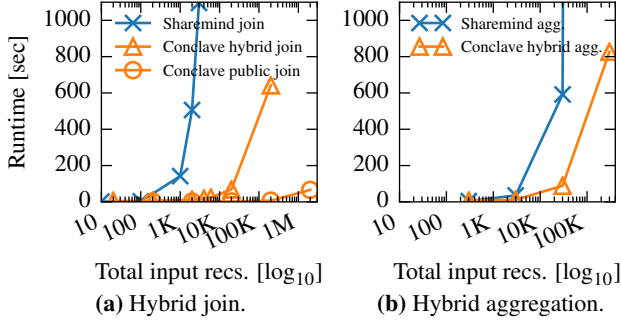 Runtime [sec]
1000
800
600
400
200
0
Sharemind join
Conclave hybrid join
Conclave public join
10
100
1K
10K
100K
1M
Total input recs. [log10]
(a) Hybrid join.
1000
800
600
400
200
0
Sharemind agg.
Conclave hybrid agg.
10
100
1K
10K
100K
Total input recs. [log10]
(b) Hybrid aggregation.